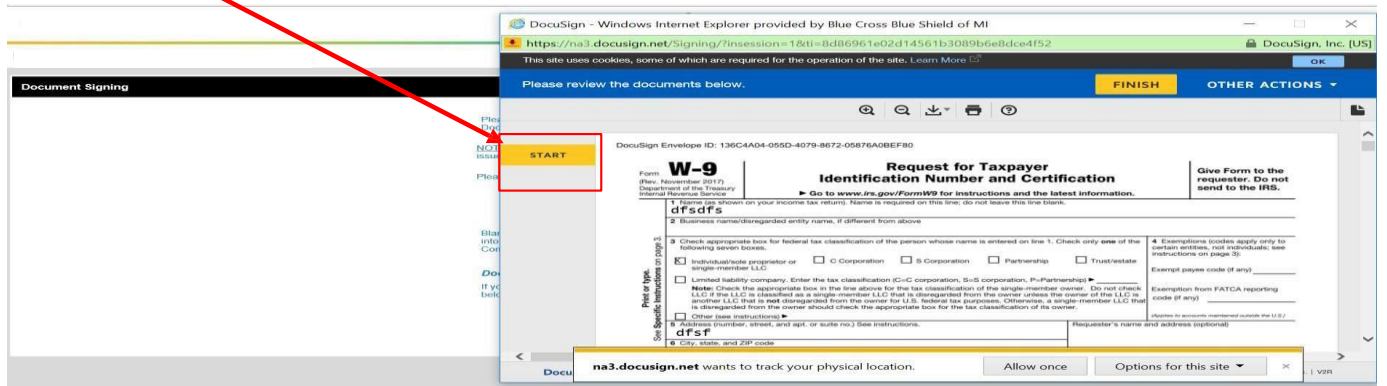 DocuSign - Windows Internet Explorer provided by Blue Cross Blue Shield of MI
https://na3.docusign.net/Signing/?insession=1&ti=8d86961e02d14561b3089b6e8dce4f52
DocuSign, Inc. [US]
This site uses cookies, some of which are required for the operation of the site. Learn More
OK
Document Signing
Please review the documents below.
FINISH
OTHER ACTIONS
Plea
Doc
NOT
issu
Plea
Blan
into
Con
Do
If yo
belo
START
DocuSign Envelope ID: 136C4A04-055D-4079-8672-05876A0BEF80
Form W-9
(Rev. November 2017)
Department of the Treasury
Internal Revenue Service
Request for Taxpayer
Identification Number and Certification
► Go to www.irs.gov/FormW9 for instructions and the latest information.
Give Form to the
requester. Do not
send to the IRS.
Print or type.
See Specific Instructions on page 3.
1 Name (as shown on your income tax return). Name is required on this line; do not leave this line blank.
dfsdfs
2 Business name/disregarded entity name, if different from above
3 Check appropriate box for federal tax classification of the person whose name is entered on line 1. Check only one of the
following seven boxes.
X Individual/sole proprietor or
single-member LLC
C Corporation
S Corporation
Partnership
Trust/estate
Limited liability company. Enter the tax classification (C=C corporation, S=S corporation, P=Partnership) ►
Note: Check the appropriate box in the line above for the tax classification of the single-member owner. Do not check
LLC if the LLC is classified as a single-member LLC that is disregarded from the owner unless the owner of the LLC is
another LLC that is not disregarded from the owner for U.S. federal tax purposes. Otherwise, a single-member LLC that
is disregarded from the owner should check the appropriate box for the tax classification of its owner.
Other (see instructions) ►
4 Exemptions (codes apply only to
certain entities, not individuals; see
instructions on page 3):
Exempt payee code (if any)
Exemption from FATCA reporting
code (if any)
(Applies to accounts maintained outside the U.S.)
5 Address (number, street, and apt. or suite no.) See instructions.
dfsf
Requester's name and address (optional)
6 City, state, and ZIP code
Docu
na3.docusign.net wants to track your physical location.
Allow once
Options for this site
| V2R